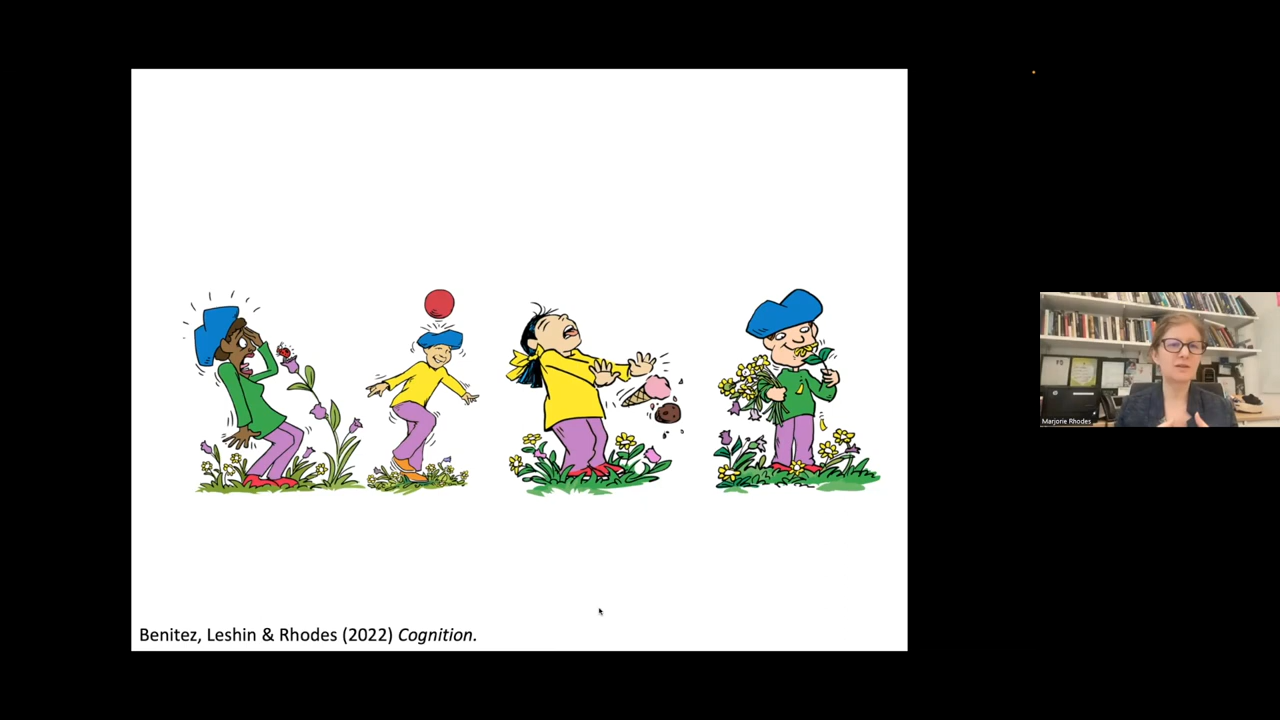 Benitez, Leshin & Rhodes (2022) Cognition.
Marjorie Rhodes